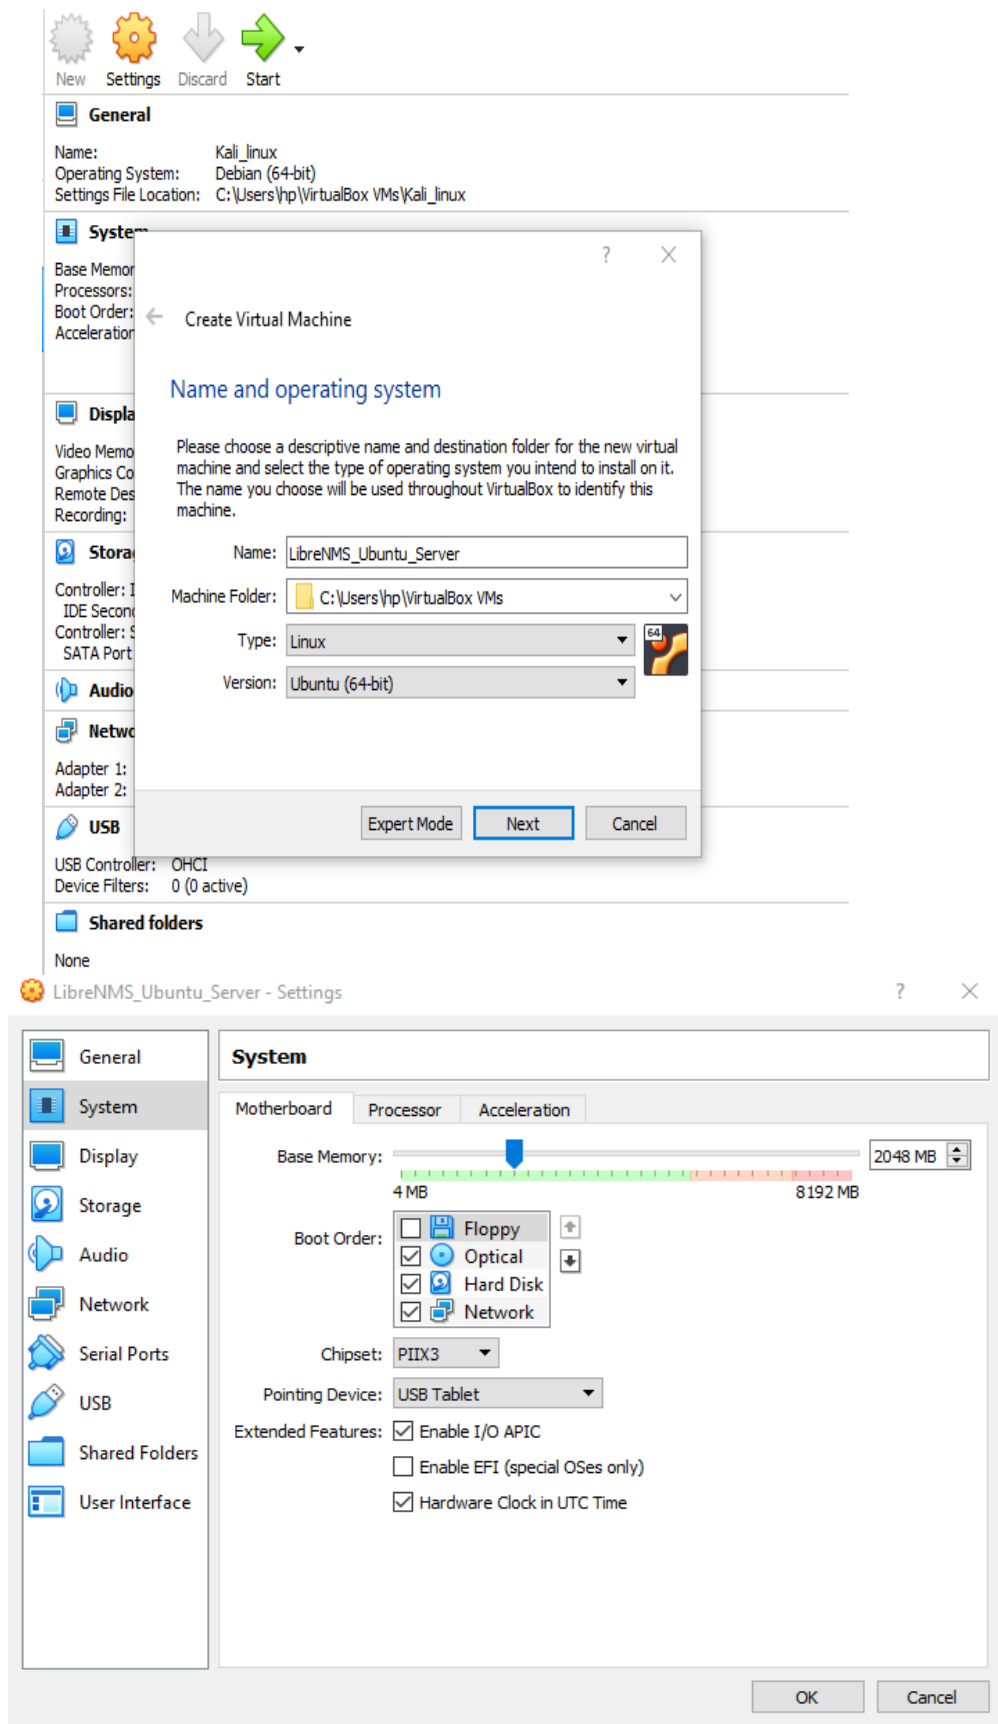 New Settings Discard Start
General
Name: Kali_linux
Operating System: Debian (64-bit)
Settings File Location: C:\Users\hp\VirtualBox VMs\Kali_linux
System
Base Memor
Processors:
Boot Order:
Acceleration
? 
Create Virtual Machine
Name and operating system
Please choose a descriptive name and destination folder for the new virtual
machine and select the type of operating system you intend to install on it.
The name you choose will be used throughout VirtualBox to identify this
machine.
Name: LibreNMS_Ubuntu_Server
Machine Folder: C:\Users\hp\VirtualBox VMs
Type: Linux
64
Version: Ubuntu (64-bit)
Expert Mode Next Cancel
Displa
Video Memo
Graphics Co
Remote Des
Recording:
Stora
Controller: I
IDE Second
Controller: S
SATA Port
Audio
Netwo
Adapter 1:
Adapter 2:
USB
USB Controller: OHCI
Device Filters: 0 (0 active)
Shared folders
None
LibreNMS_Ubuntu_Server - Settings ?
General
System
Display
Storage
Audio
Network
Serial Ports
USB
Shared Folders
User Interface
System
Motherboard Processor Acceleration
Base Memory: 2048 MB
4 MB 8192 MB
Boot Order: Floppy
Optical
Hard Disk
Network
Chipset: PIIX3
Pointing Device: USB Tablet
Extended Features: Enable I/O APIC
Enable EFI (special OSes only)
Hardware Clock in UTC Time
OK Cancel